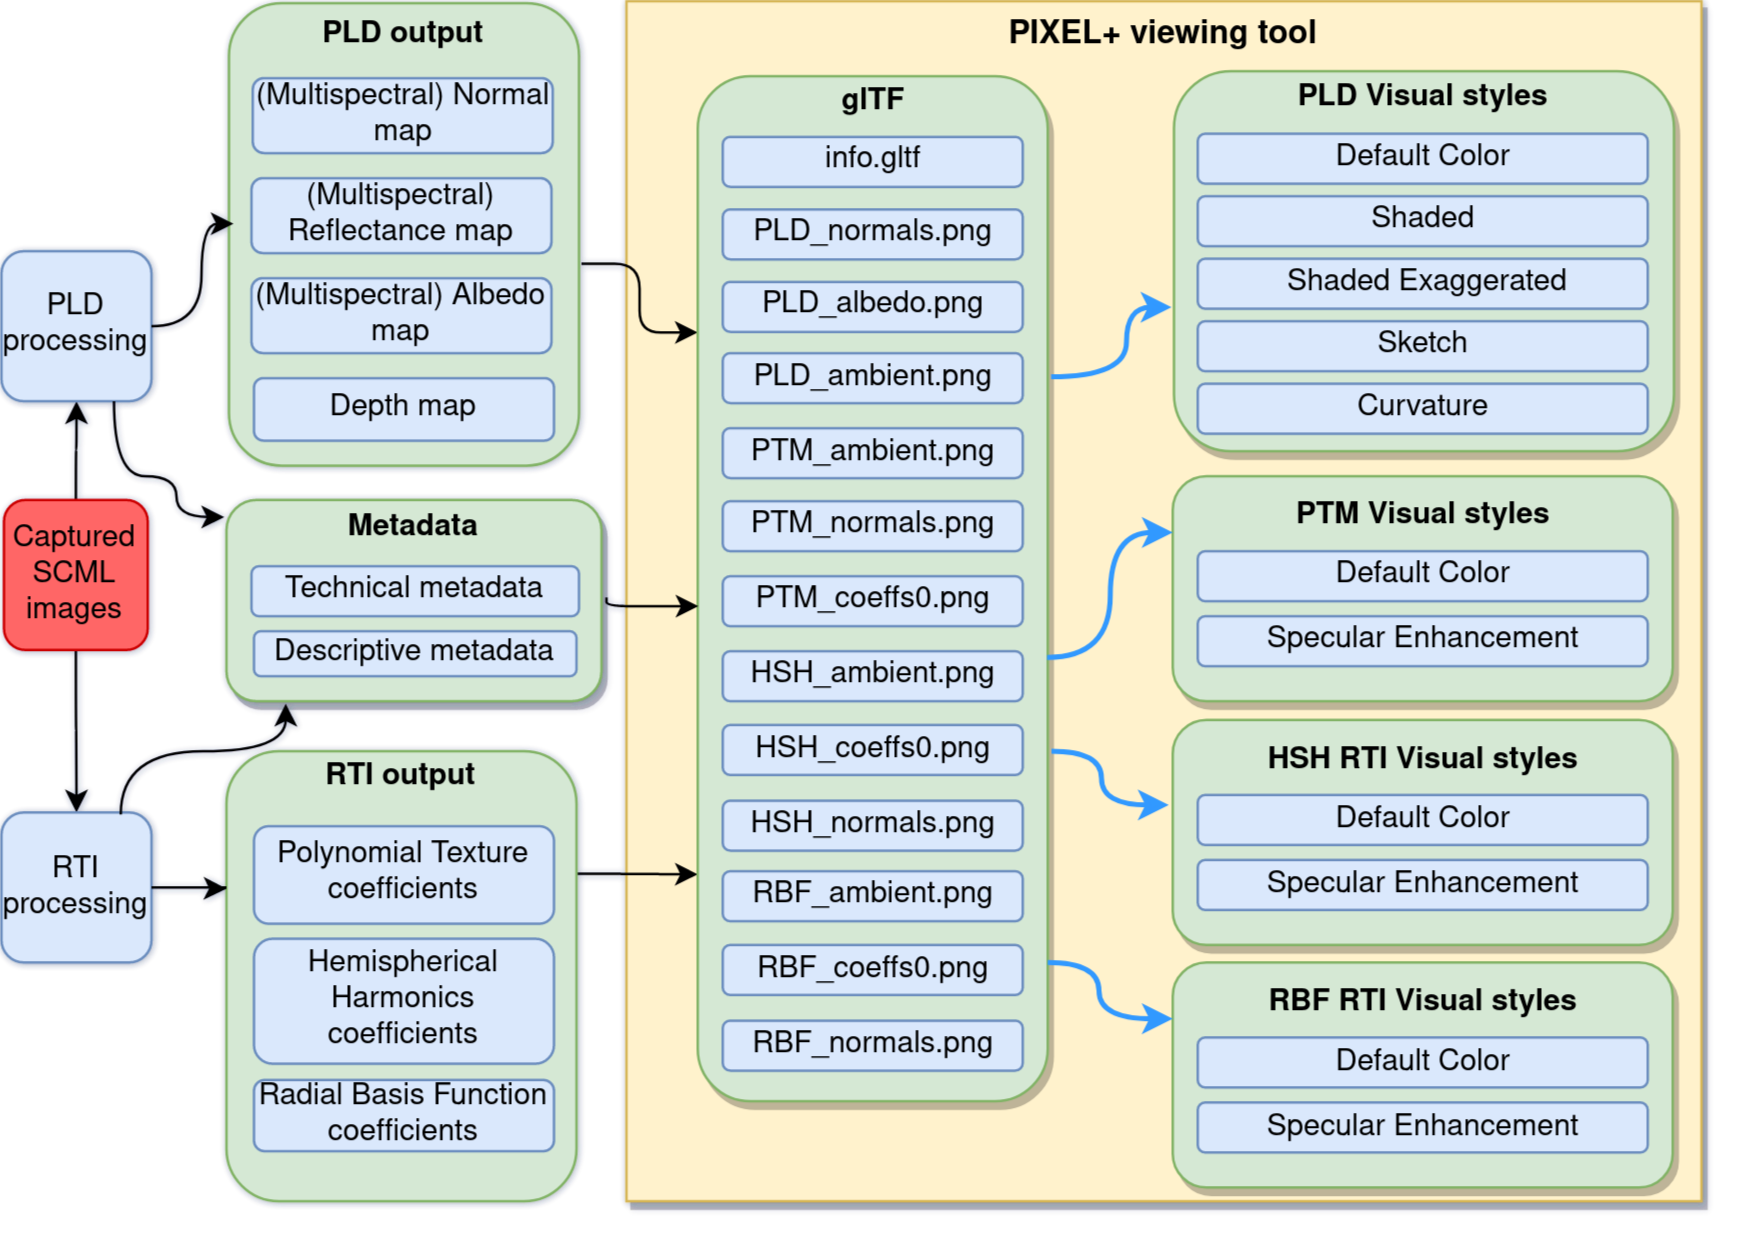 PLD
processing
Captured
SCML
images
RTI
processing
PLD output
(Multispectral) Normal
map
(Multispectral)
Reflectance map
(Multispectral) Albedo
map
Depth map
Metadata
Technical metadata
Descriptive metadata
RTI output
Polynomial Texture
coefficients
Hemispherical
Harmonics
coefficients
Radial Basis Function
coefficients
PIXEL+ viewing tool
glTF
info.gltf
PLD_normals.png
PLD_albedo.png
PLD_ambient.png
PTM_ambient.png
PTM_normals.png
PTM_coeffs0.png
HSH_ambient.png
HSH_coeffs0.png
HSH_normals.png
RBF_ambient.png
RBF_coeffs0.png
RBF_normals.png
PLD Visual styles
Default Color
Shaded
Shaded Exaggerated
Sketch
Curvature
PTM Visual styles
Default Color
Specular Enhancement
HSH RTI Visual styles
Default Color
Specular Enhancement
RBF RTI Visual styles
Default Color
Specular Enhancement